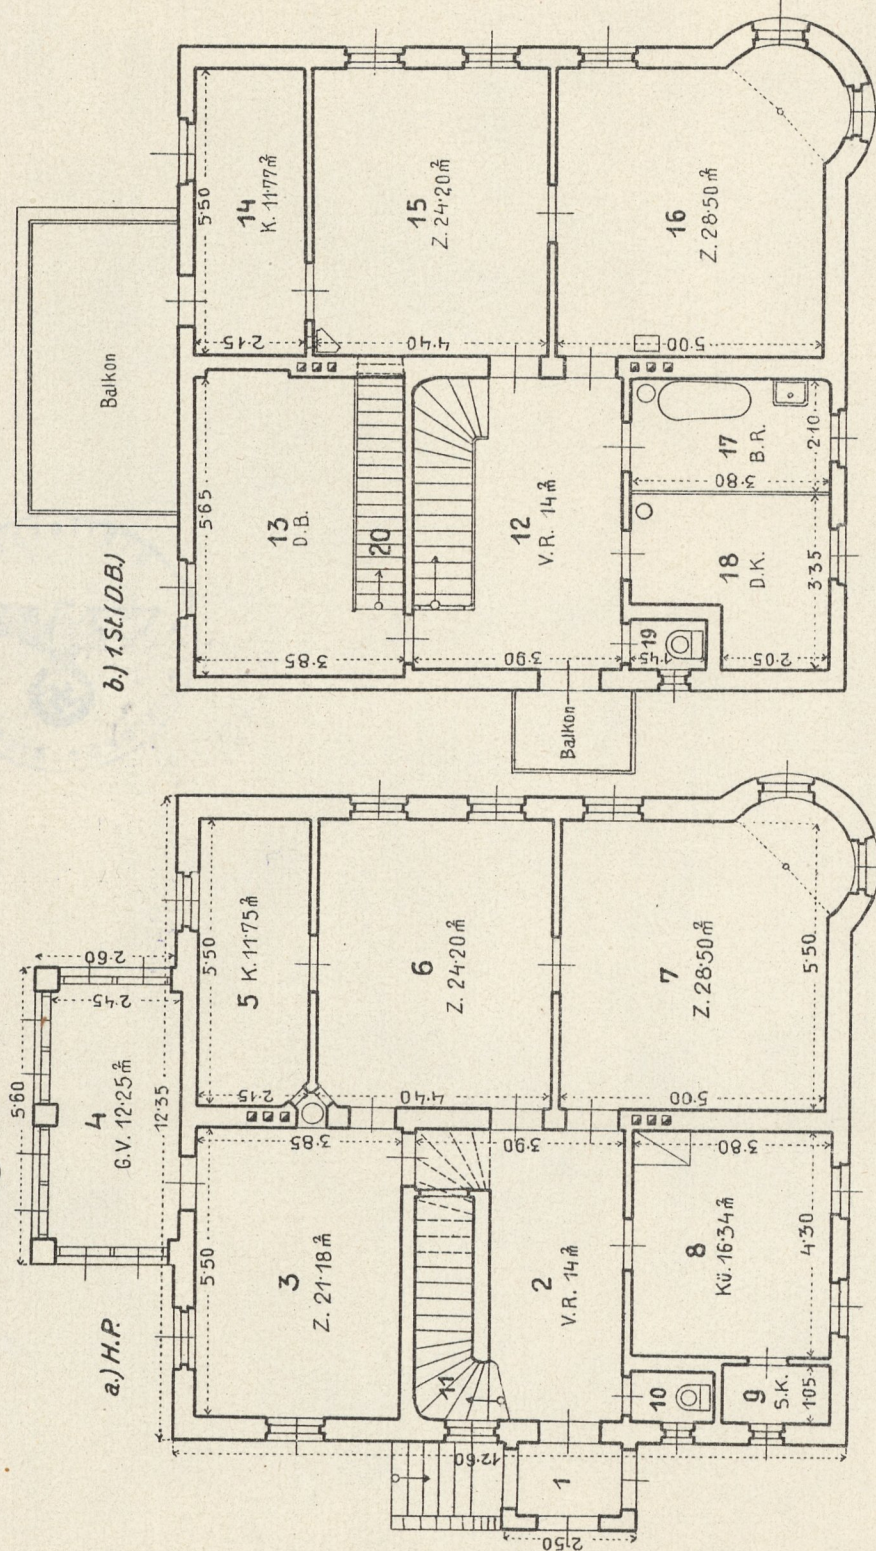 a.) H.P.
5·60
2·60
2·45
4
G.V. 12·25 m²
12·35
5·50
3
Z. 21·18 m²
3·85
5·50
5 K. 11·75 m²
2·15
6
Z. 24·20 m²
4·40
7
Z. 28·50 m²
5·00
5·50
11
2
V.R. 14 m²
3·90
8
Kü. 16·34 m²
3·80
4·30
9
S.K.
1·05
10
1
2·50
12·60
b.) 1.St.(D.B.)
Balkon
5·65
13
D.B.
3·85
20
5·50
14
K. 11·77 m²
2·15
15
Z. 24·20 m²
4·40
16
Z. 28·50 m²
5·00
12
V.R. 14 m²
3·90
Balkon
17
B.R.
3·80
2·10
18
D.K.
3·35
2·05
19
1·45